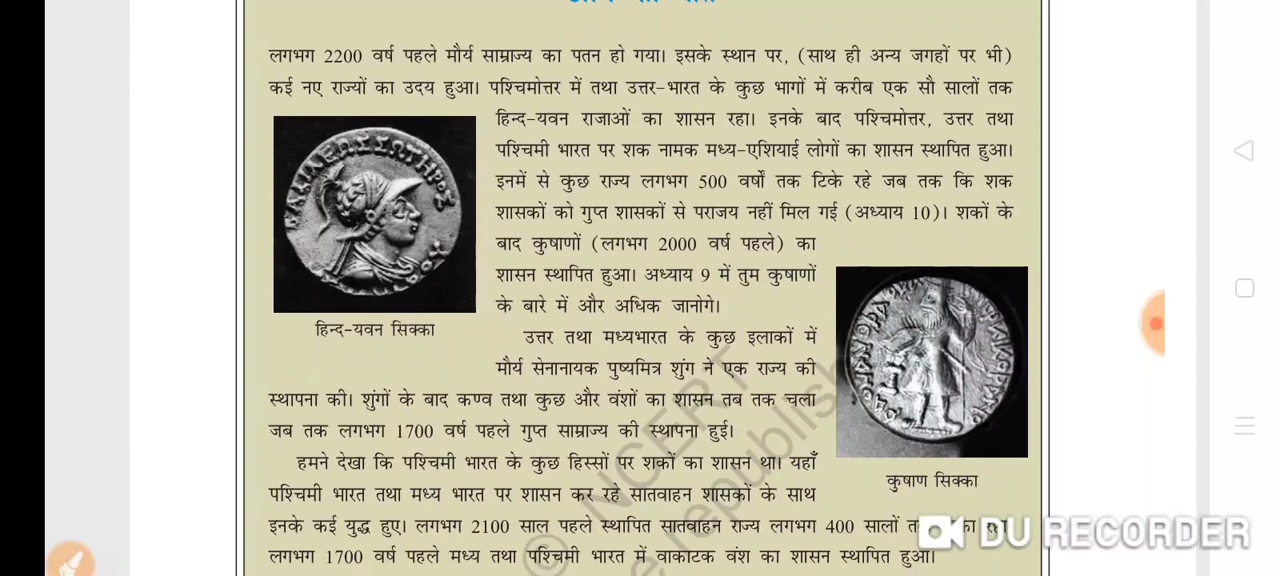 लगभग 2200 वर्ष पहले मौर्य साम्राज्य का पतन हो गया। इसके स्थान पर, (साथ ही अन्य जगहों पर भी)
कई नए राज्यों का उदय हुआ। पश्चिमोत्तर में तथा उत्तर-भारत के कुछ भागों में करीब एक सौ सालों तक
हिन्द-यवन राजाओं का शासन रहा। इनके बाद पश्चिमोत्तर, उत्तर तथा
पश्चिमी भारत पर शक नामक मध्य-एशियाई लोगों का शासन स्थापित हुआ।
इनमें से कुछ राज्य लगभग 500 वर्षों तक टिके रहे जब तक कि शक
शासकों को गुप्त शासकों से पराजय नहीं मिल गई (अध्याय 10)। शकों के
बाद कुषाणों (लगभग 2000 वर्ष पहले) का
शासन स्थापित हुआ। अध्याय 9 में तुम कुषाणों
के बारे में और अधिक जानोगे।
हिन्द-यवन सिक्का
उत्तर तथा मध्यभारत के कुछ इलाकों में
मौर्य सेनानायक पुष्यमित्र शुंग ने एक राज्य की
स्थापना की। शुंगों के बाद कण्व तथा कुछ और वंशों का शासन तब तक चला
जब तक लगभग 1700 वर्ष पहले गुप्त साम्राज्य की स्थापना हुई।
हमने देखा कि पश्चिमी भारत के कुछ हिस्सों पर शकों का शासन था। यहाँ
कुषाण सिक्का
पश्चिमी भारत तथा मध्य भारत पर शासन कर रहे सातवाहन शासकों के साथ
इनके कई युद्ध हुए। लगभग 2100 साल पहले स्थापित सातवाहन राज्य लगभग 400 सालों
लगभग 1700 वर्ष पहले मध्य तथा पश्चिमी भारत में वाकाटक वंश का शासन स्थापित हुआ।
DU RECORDER
© NCERT
republish